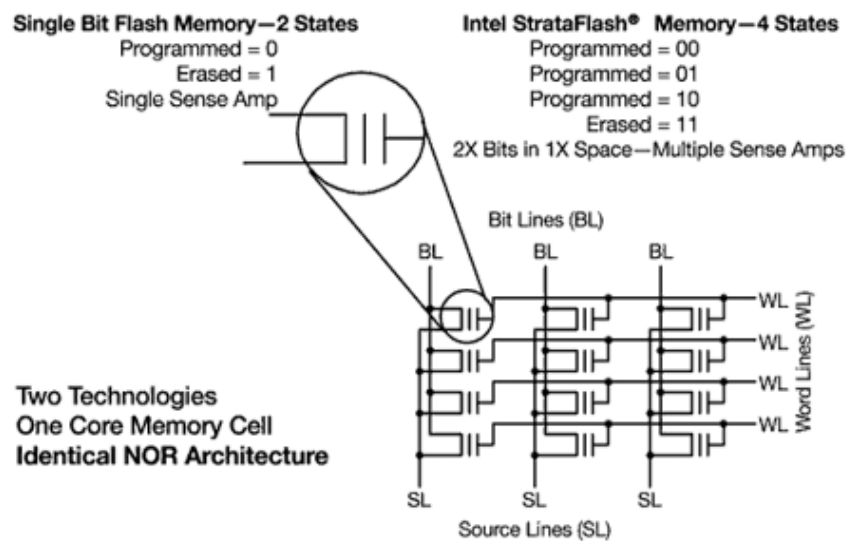 Single Bit Flash Memory—2 States
Programmed = 0
Erased = 1
Single Sense Amp
Intel StrataFlash® Memory—4 States
Programmed = 00
Programmed = 01
Programmed = 10
Erased = 11
2X Bits in 1X Space—Multiple Sense Amps
Bit Lines (BL)
BL BL BL
WL
WL
WL
WL
Word Lines (WL)
Two Technologies
One Core Memory Cell
Identical NOR Architecture
SL SL SL
Source Lines (SL)